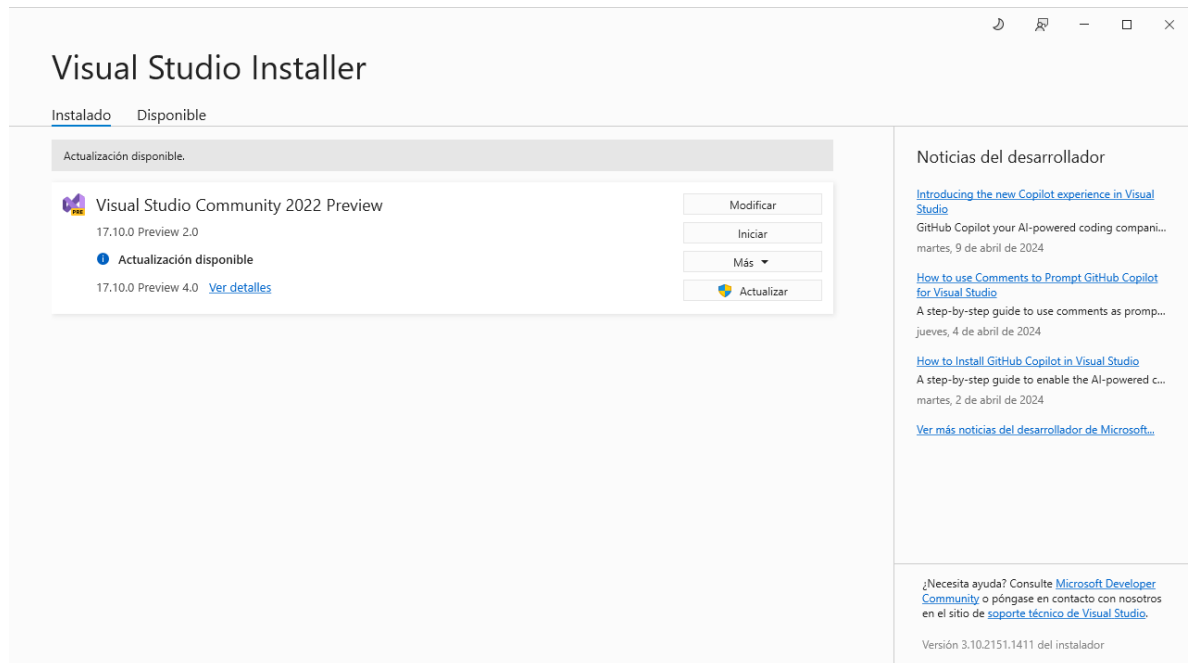 Visual Studio Installer
Instalado Disponible
Actualización disponible.
PRE
Visual Studio Community 2022 Preview
17.10.0 Preview 2.0
Actualización disponible
17.10.0 Preview 4.0 Ver detalles
Modificar
Iniciar
Más
Actualizar
Noticias del desarrollador
Introducing the new Copilot experience in Visual
Studio
GitHub Copilot your AI-powered coding compani...
martes, 9 de abril de 2024
How to use Comments to Prompt GitHub Copilot
for Visual Studio
A step-by-step guide to use comments as promp...
jueves, 4 de abril de 2024
How to Install GitHub Copilot in Visual Studio
A step-by-step guide to enable the AI-powered c...
martes, 2 de abril de 2024
Ver más noticias del desarrollador de Microsoft...
¿Necesita ayuda? Consulte Microsoft Developer
Community o póngase en contacto con nosotros
en el sitio de soporte técnico de Visual Studio.
Versión 3.10.2151.1411 del instalador